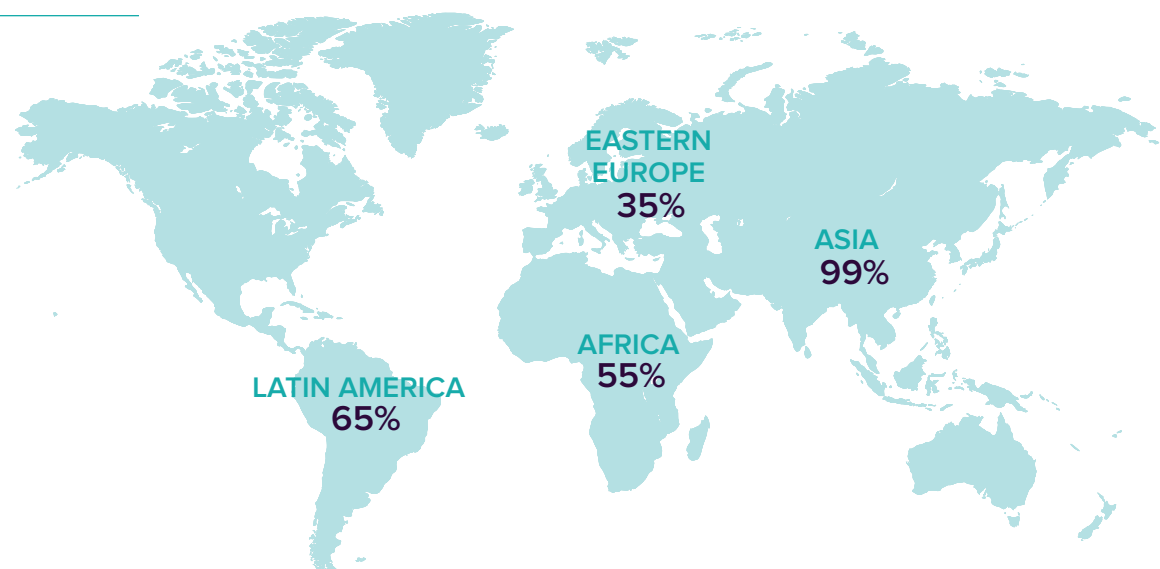 EASTERN
EUROPE
35%
ASIA
99%
AFRICA
55%
LATIN AMERICA
65%